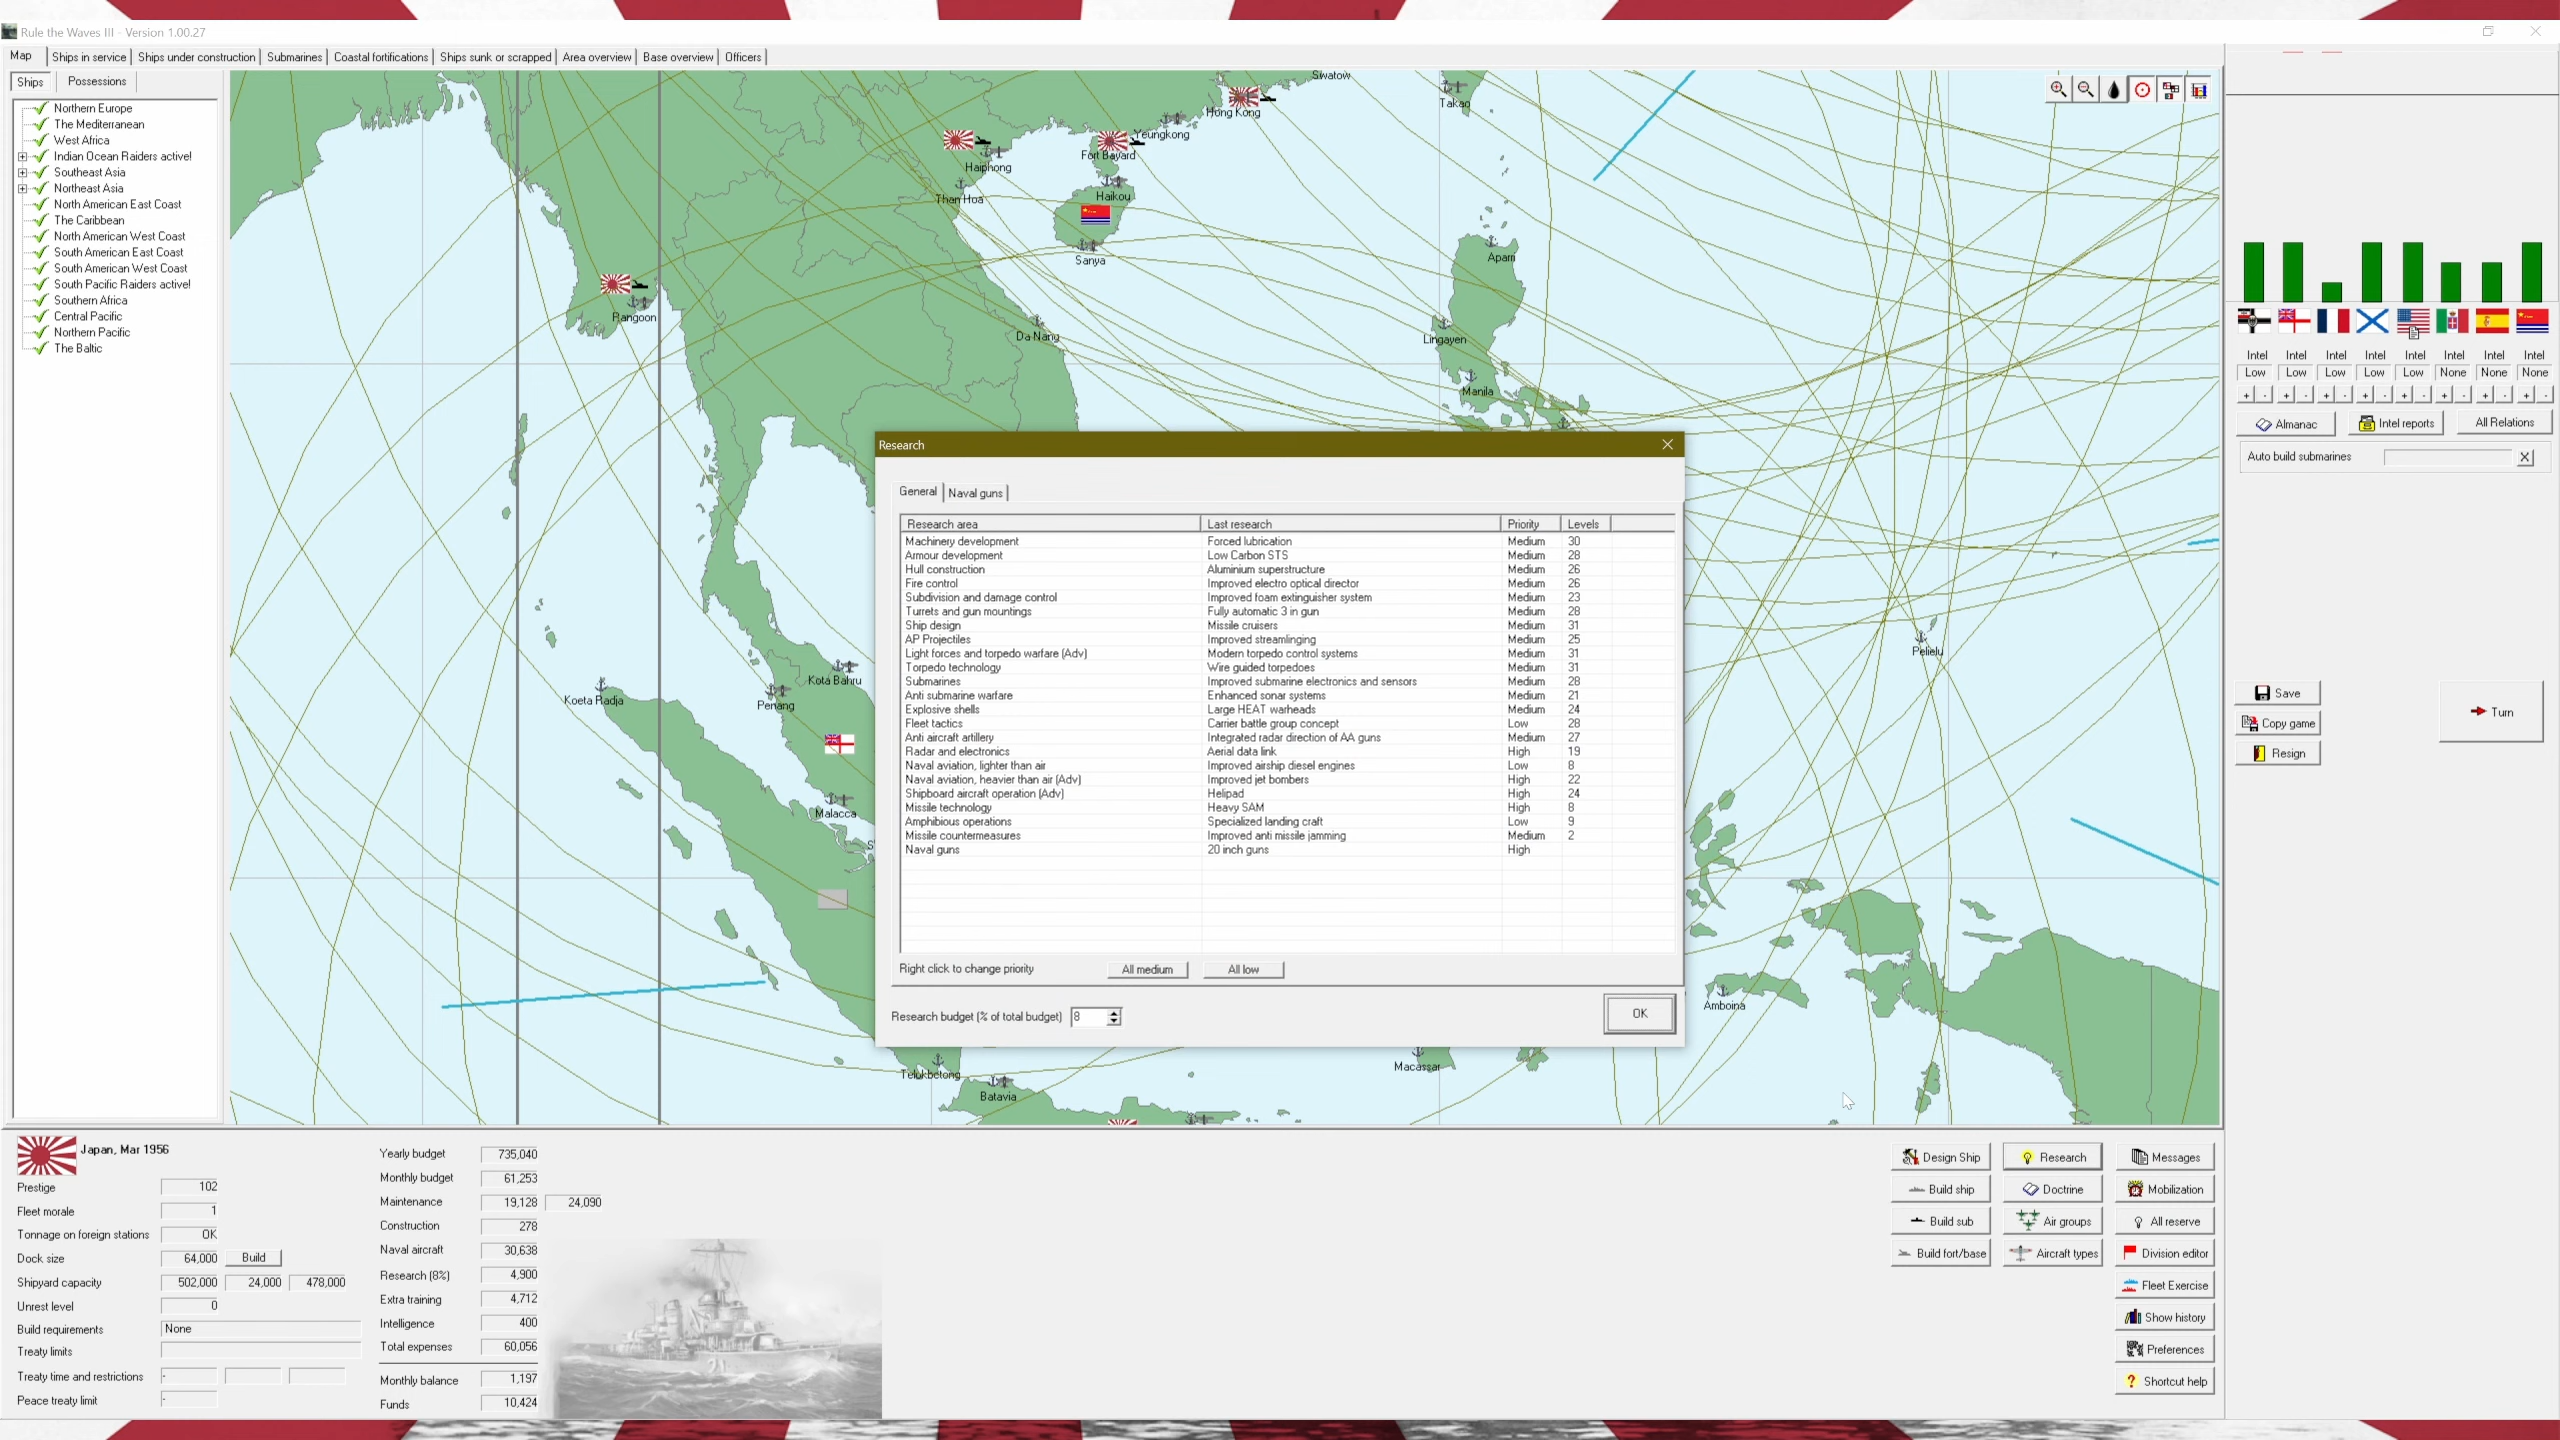 Rule the Waves III - Version 1.00.27
Map Ships in service Ships under construction Submarines Coastal fortifications Ships sunk or scrapped Area overview Base overview Officers
Ships Possessions
Northern Europe
The Mediterranean
West Africa
Indian Ocean Raiders active!
Southeast Asia
Northeast Asia
North American East Coast
The Caribbean
North American West Coast
South American East Coast
South American West Coast
South Pacific Raiders active!
Southern Africa
Central Pacific
Northern Pacific
The Baltic
Swatow
Takao
Hong Kong
Yeungkong
Fort Bayard
Haiphong
Haikou
Than Hoa
Sanya
Aparri
Rangoon
Da Nang
Lingayen
Manila
Kota Bahru
Koeta Radja
Penang
Malacca
Pelielu
Amboina
Macassar
Telukbetong
Batavia
Research
General Naval guns
Research area Last research Priority Levels
Machinery development Forced lubrication Medium 30
Armour development Low Carbon STS Medium 28
Hull construction Aluminium superstructure Medium 26
Fire control Improved electro optical director Medium 26
Subdivision and damage control Improved foam extinguisher system Medium 23
Turrets and gun mountings Fully automatic 3 in gun Medium 28
Ship design Missile cruisers Medium 31
AP Projectiles Improved streamlinging Medium 25
Light forces and torpedo warfare (Adv) Modern torpedo control systems Medium 31
Torpedo technology Wire guided torpedoes Medium 31
Submarines Improved submarine electronics and sensors Medium 28
Anti submarine warfare Enhanced sonar systems Medium 21
Explosive shells Large HEAT warheads Medium 24
Fleet tactics Carrier battle group concept Low 28
Anti aircraft artillery Integrated radar direction of AA guns Medium 27
Radar and electronics Aerial data link High 19
Naval aviation, lighter than air Improved airship diesel engines Low 8
Naval aviation, heavier than air (Adv) Improved jet bombers High 22
Shipboard aircraft operation (Adv) Helipad High 24
Missile technology Heavy SAM High 8
Amphibious operations Specialized landing craft Low 9
Missile countermeasures Improved anti missile jamming Medium 2
Naval guns 20 inch guns High
Right click to change priority All medium All low
Research budget (% of total budget) 8
OK
Intel Intel Intel Intel Intel Intel Intel Intel
Low Low Low Low Low None None None
+ - + - + - + - + - + - + - + -
Almanac Intel reports All Relations
Auto build submarines X
Save
Copy game
Resign
Turn
Japan, Mar 1956
Prestige 102
Fleet morale 1
Tonnage on foreign stations OK
Dock size 64,000 Build
Shipyard capacity 502,000 24,000 478,000
Unrest level 0
Build requirements None
Treaty limits
Treaty time and restrictions -
Peace treaty limit -
Yearly budget 735,040
Monthly budget 61,253
Maintenance 19,128 24,090
Construction 278
Naval aircraft 30,638
Research (8%) 4,900
Extra training 4,712
Intelligence 400
Total expenses 60,056
Monthly balance 1,197
Funds 10,424
21
Design Ship Research Messages
Build ship Doctrine Mobilization
Build sub Air groups All reserve
Build fort/base Aircraft types Division editor
Fleet Exercise
Show history
Preferences
Shortcut help